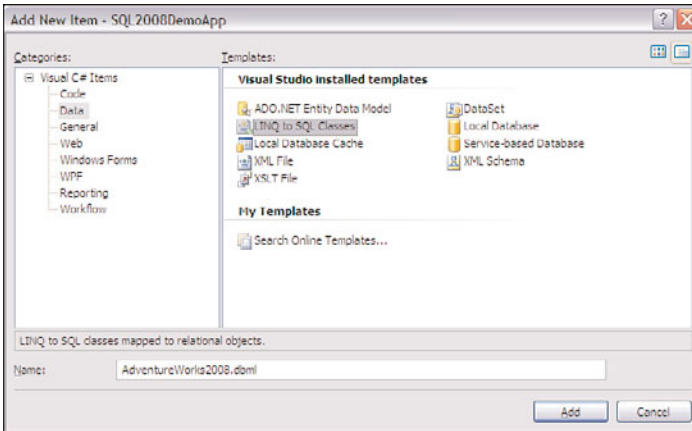 Add New Item - SQL2008DemoApp
Categories:
Templates:
Visual C# Items
Code
Data
General
Web
Windows Forms
WPF
Reporting
Workflow
Visual Studio installed templates
ADO.NET Entity Data Model
DataSet
LINQ to SQL Classes
Local Database
Local Database Cache
Service-based Database
XML File
XML Schema
XSLT File
My Templates
Search Online Templates...
LINQ to SQL classes mapped to relational objects.
Name:
AdventureWorks2008.dbml
Add
Cancel